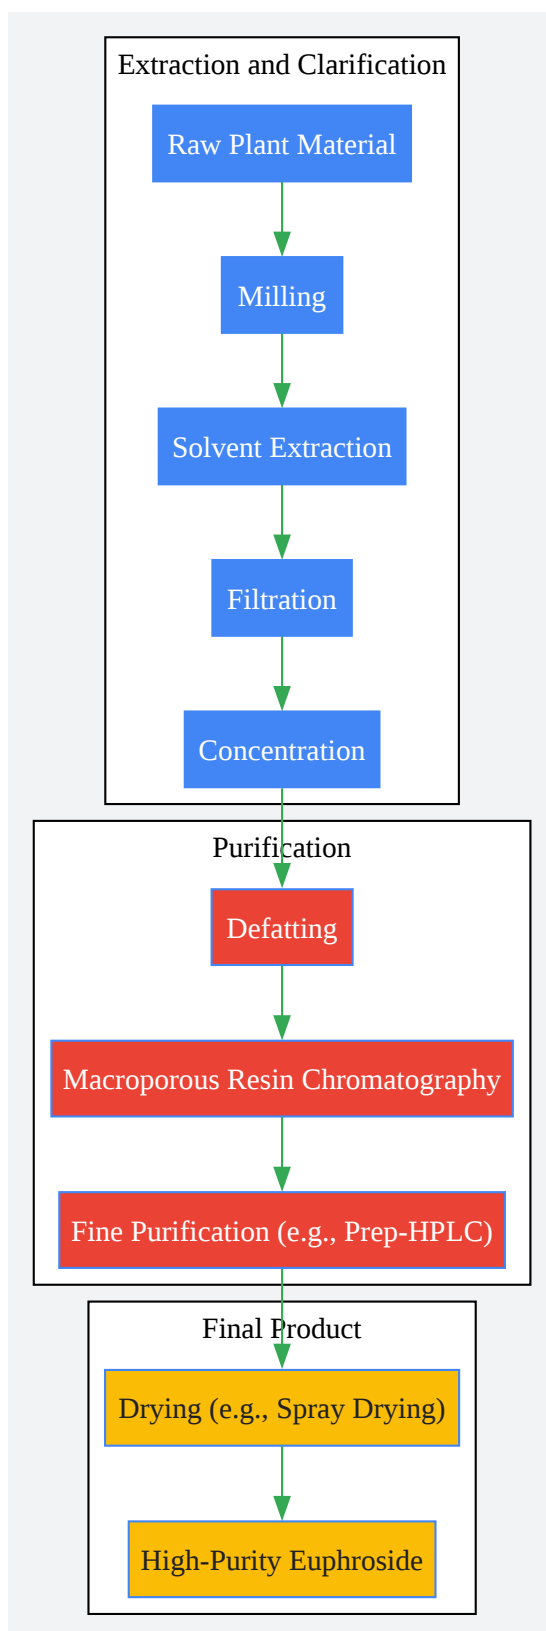 Extraction and Clarification
Raw Plant Material
Milling
Solvent Extraction
Filtration
Concentration
Purification
Defatting
Macroporous Resin Chromatography
Fine Purification (e.g., Prep-HPLC)
Final Product
Drying (e.g., Spray Drying)
High-Purity Euphroside